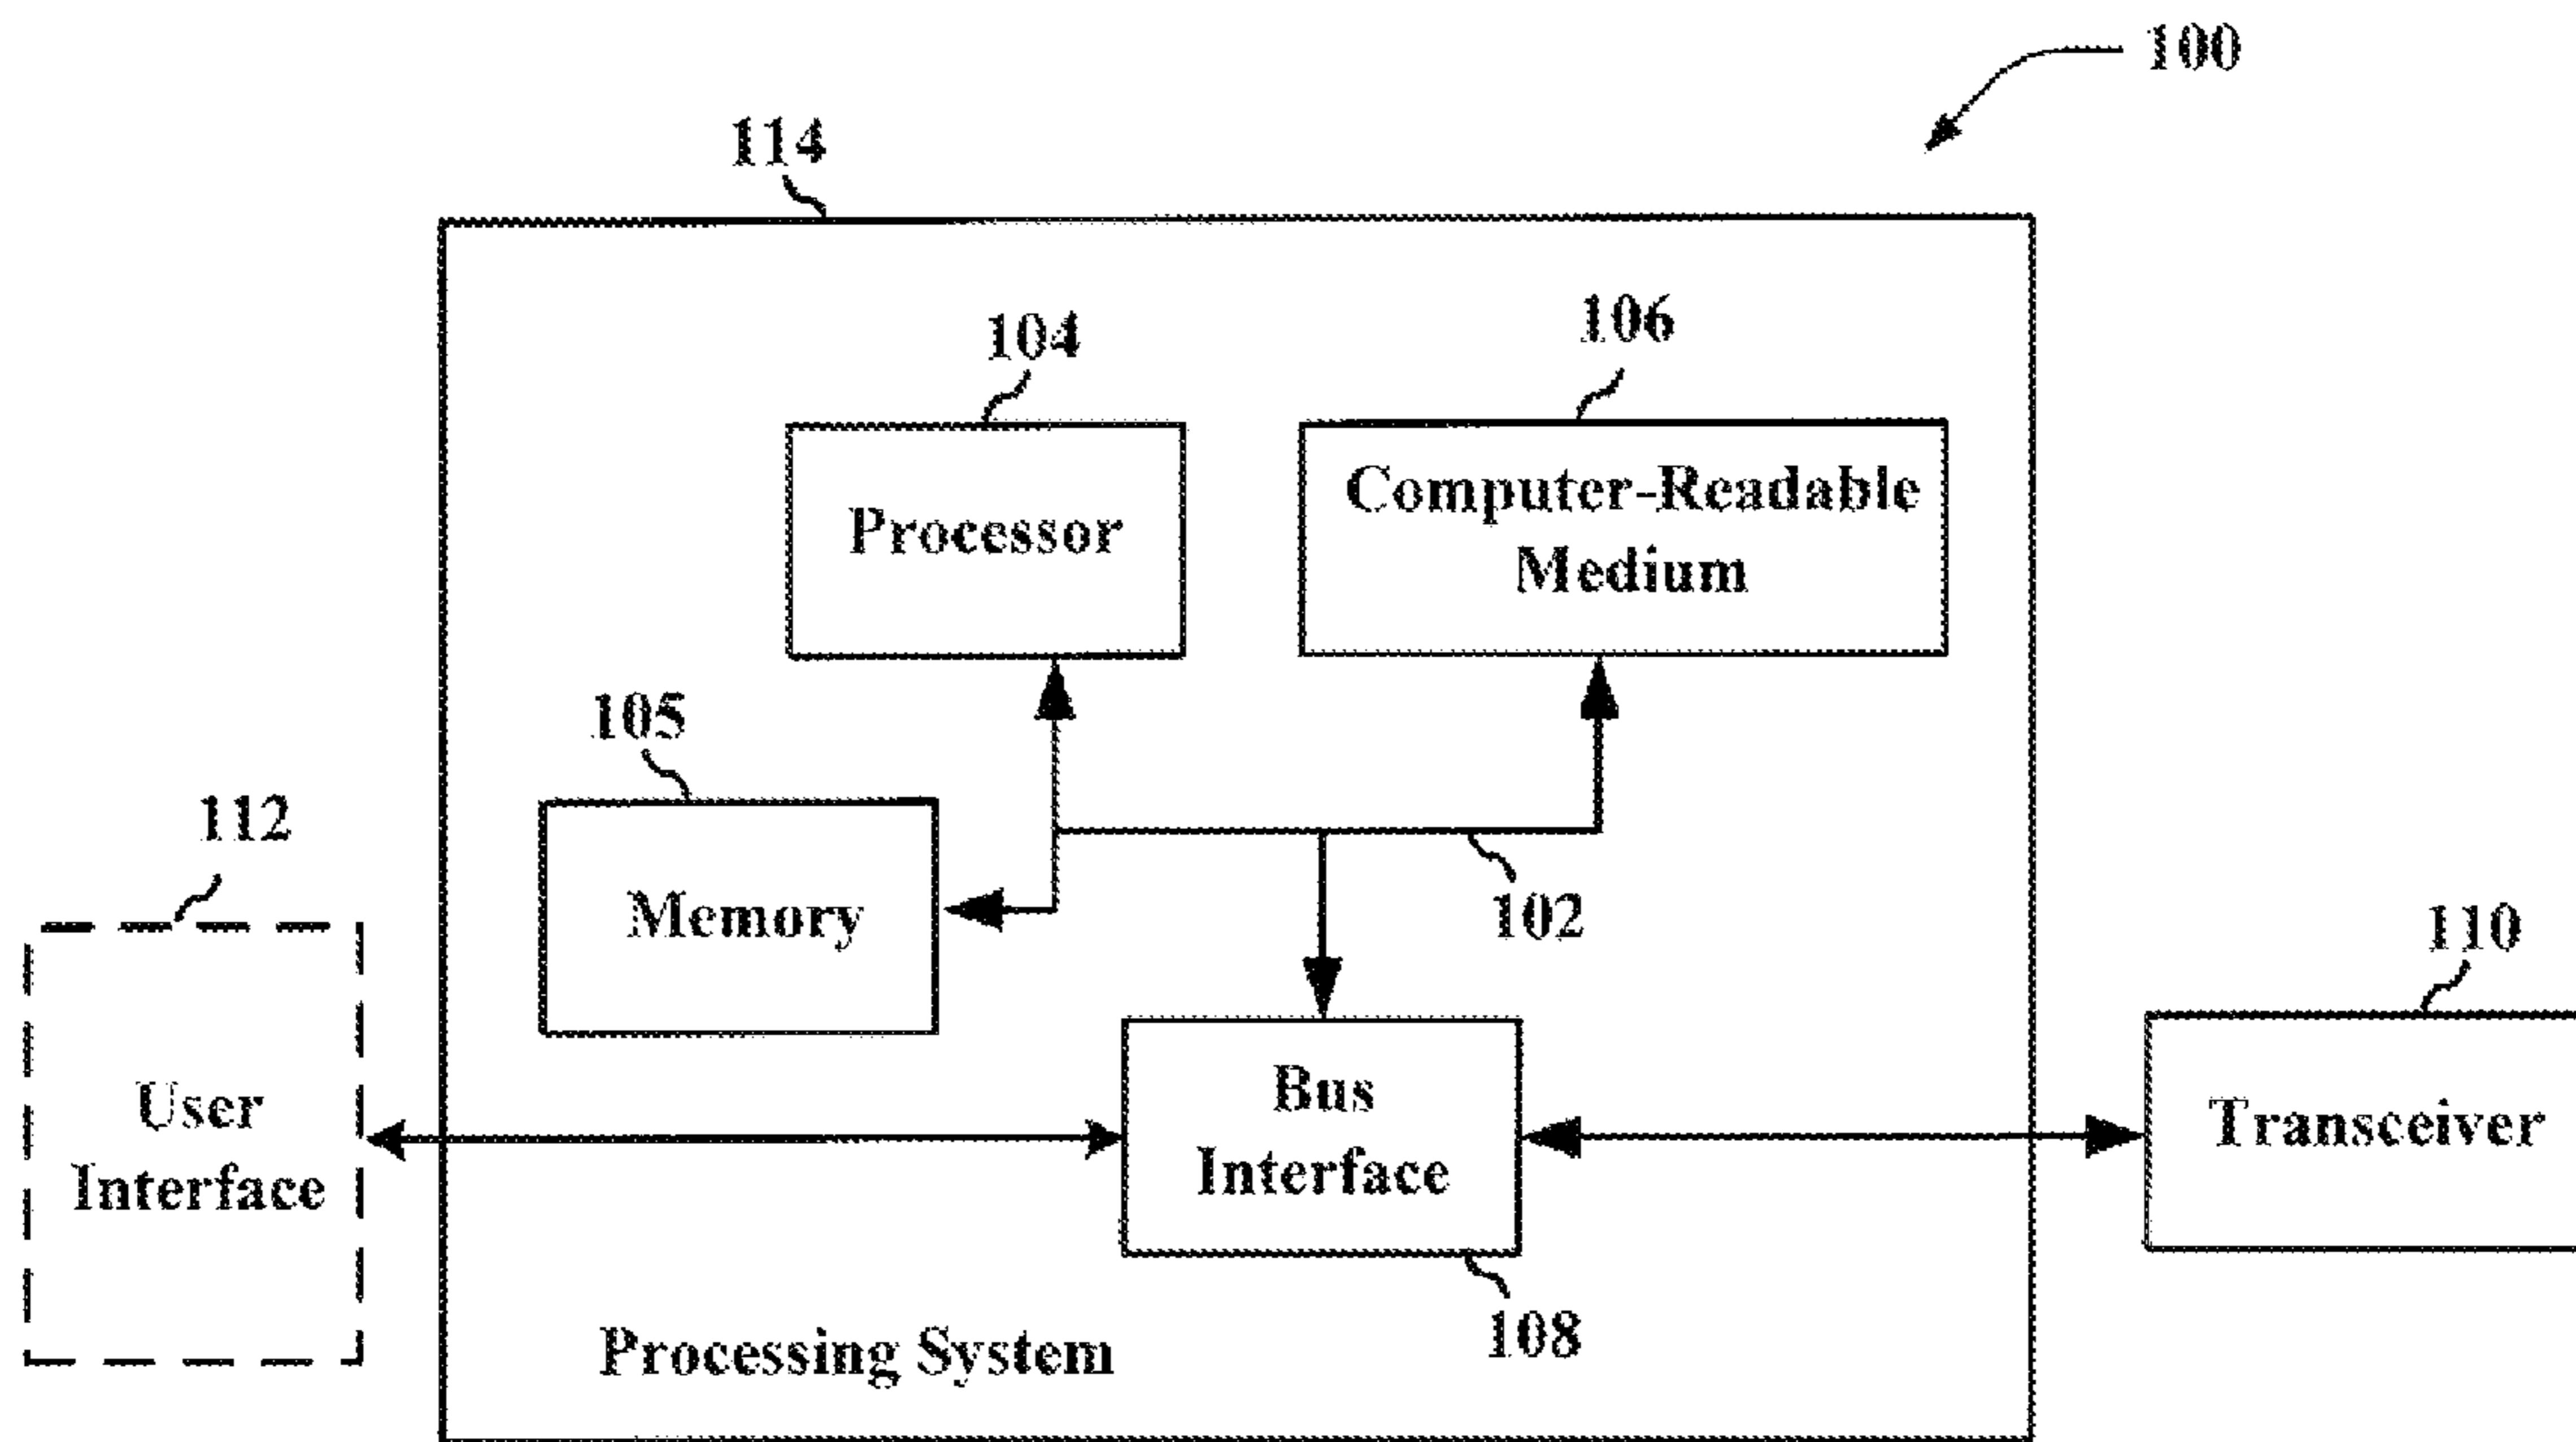 100
114
104
106
Processor
Computer-Readable
Medium
105
112
Memory
102
110
User
Interface
Bus
Interface
Transceiver
108
Processing System